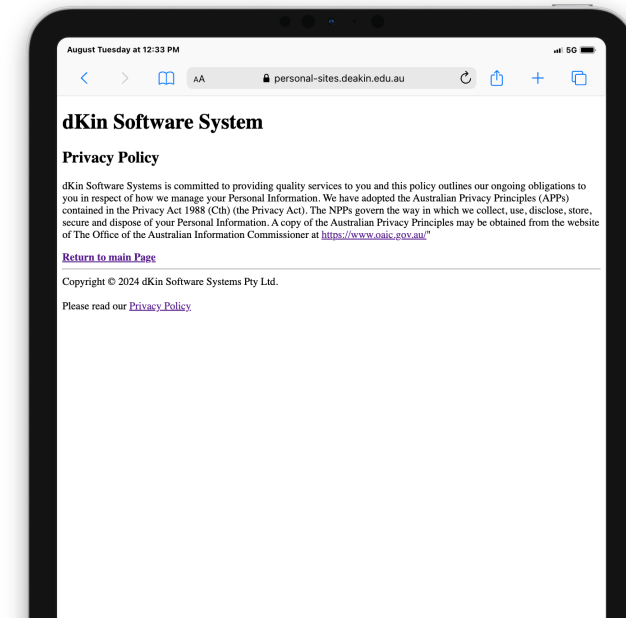 August Tuesday at 12:33 PM
5G
AA
personal-sites.deakin.edu.au
dKin Software System
Privacy Policy
dKin Software Systems is committed to providing quality services to you and this policy outlines our ongoing obligations to
you in respect of how we manage your Personal Information. We have adopted the Australian Privacy Principles (APPs)
contained in the Privacy Act 1988 (Cth) (the Privacy Act). The NPPs govern the way in which we collect, use, disclose, store,
secure and dispose of your Personal Information. A copy of the Australian Privacy Principles may be obtained from the website
of The Office of the Australian Information Commissioner at https://www.oaic.gov.au/"
Return to main Page
Copyright © 2024 dKin Software Systems Pty Ltd.
Please read our Privacy Policy